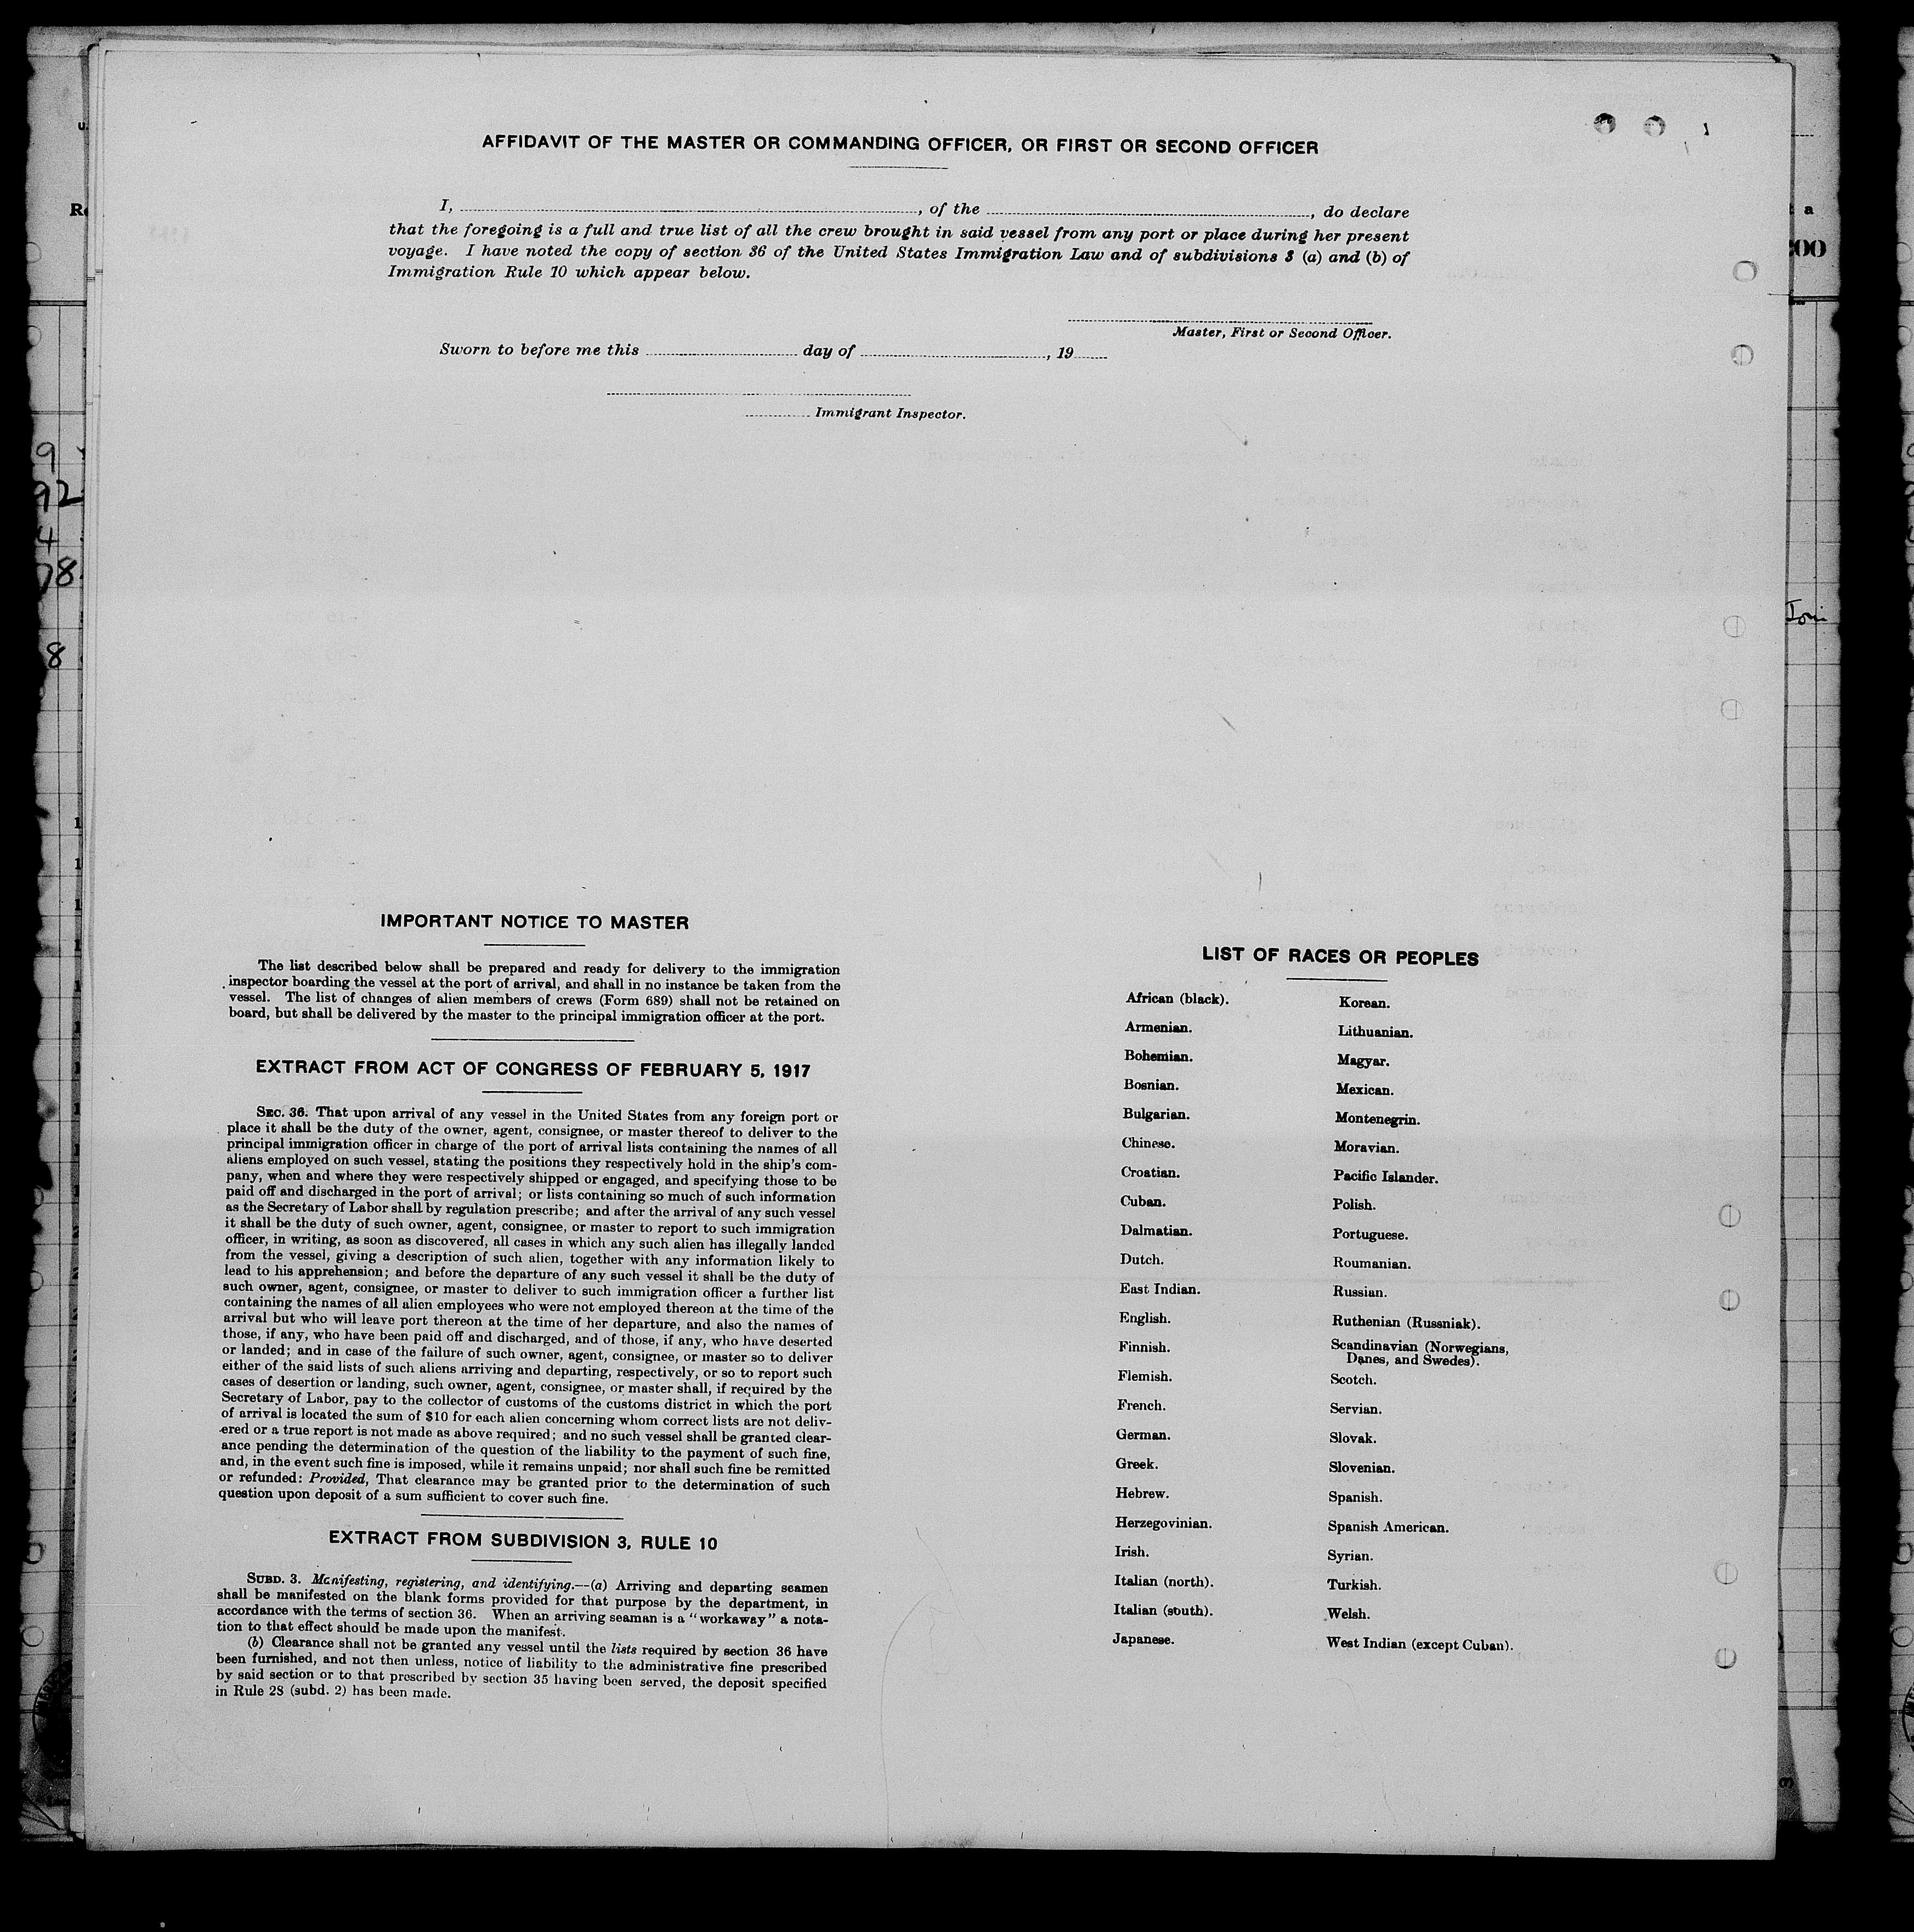 AFFIDAVIT OF THE MASTER OR COMMANDING OFFICER, OR FIRST OR SECOND OFFICER
I, , of the , do declare
that the foregoing is a full and true list of all the crew brought in said vessel from any port or place during her present
voyage. I have noted the copy of section 36 of the United States Immigration Law and of subdivisions 3 (a) and (b) of
Immigration Rule 10 which appear below.
Master, First or Second Officer.
Sworn to before me this day of , 19
Immigrant Inspector.
IMPORTANT NOTICE TO MASTER
The list described below shall be prepared and ready for delivery to the immigration
inspector boarding the vessel at the port of arrival, and shall in no instance be taken from the
vessel. The list of changes of alien members of crews (Form 689) shall not be retained on
board, but shall be delivered by the master to the principal immigration officer at the port.
EXTRACT FROM ACT OF CONGRESS OF FEBRUARY 5, 1917
SEC. 36. That upon arrival of any vessel in the United States from any foreign port or
place it shall be the duty of the owner, agent, consignee, or master thereof to deliver to the
principal immigration officer in charge of the port of arrival lists containing the names of all
aliens employed on such vessel, stating the positions they respectively hold in the ship's com-
pany, when and where they were respectively shipped or engaged, and specifying those to be
paid off and discharged in the port of arrival; or lists containing so much of such information
as the Secretary of Labor shall by regulation prescribe; and after the arrival of any such vessel
it shall be the duty of such owner, agent, consignee, or master to report to such immigration
officer, in writing, as soon as discovered, all cases in which any such alien has illegally landed
from the vessel, giving a description of such alien, together with any information likely to
lead to his apprehension; and before the departure of any such vessel it shall be the duty of
such owner, agent, consignee, or master to deliver to such immigration officer a further list
containing the names of all alien employees who were not employed thereon at the time of the
arrival but who will leave port thereon at the time of her departure, and also the names of
those, if any, who have been paid off and discharged, and of those, if any, who have deserted
or landed; and in case of the failure of such owner, agent, consignee, or master so to deliver
either of the said lists of such aliens arriving and departing, respectively, or so to report such
cases of desertion or landing, such owner, agent, consignee, or master shall, if required by the
Secretary of Labor, pay to the collector of customs of the customs district in which the port
of arrival is located the sum of $10 for each alien concerning whom correct lists are not deliv-
ered or a true report is not made as above required; and no such vessel shall be granted clear-
ance pending the determination of the question of the liability to the payment of such fine,
and, in the event such fine is imposed, while it remains unpaid; nor shall such fine be remitted
or refunded: Provided, That clearance may be granted prior to the determination of such
question upon deposit of a sum sufficient to cover such fine.
EXTRACT FROM SUBDIVISION 3, RULE 10
SUBD. 3. Manifesting, registering, and identifying.—(a) Arriving and departing seamen
shall be manifested on the blank forms provided for that purpose by the department, in
accordance with the terms of section 36. When an arriving seaman is a "workaway" a nota-
tion to that effect should be made upon the manifest.
(b) Clearance shall not be granted any vessel until the lists required by section 36 have
been furnished, and not then unless, notice of liability to the administrative fine prescribed
by said section or to that prescribed by section 35 having been served, the deposit specified
in Rule 28 (subd. 2) has been made.
LIST OF RACES OR PEOPLES
African (black).
Armenian.
Bohemian.
Bosnian.
Bulgarian.
Chinese.
Croatian.
Cuban.
Dalmatian.
Dutch.
East Indian.
English.
Finnish.
Flemish.
French.
German.
Greek.
Hebrew.
Herzegovinian.
Irish.
Italian (north).
Italian (south).
Japanese.
Korean.
Lithuanian.
Magyar.
Mexican.
Montenegrin.
Moravian.
Pacific Islander.
Polish.
Portuguese.
Roumanian.
Russian.
Ruthenian (Russniak).
Scandinavian (Norwegians,
Danes, and Swedes).
Scotch.
Servian.
Slovak.
Slovenian.
Spanish.
Spanish American.
Syrian.
Turkish.
Welsh.
West Indian (except Cuban).